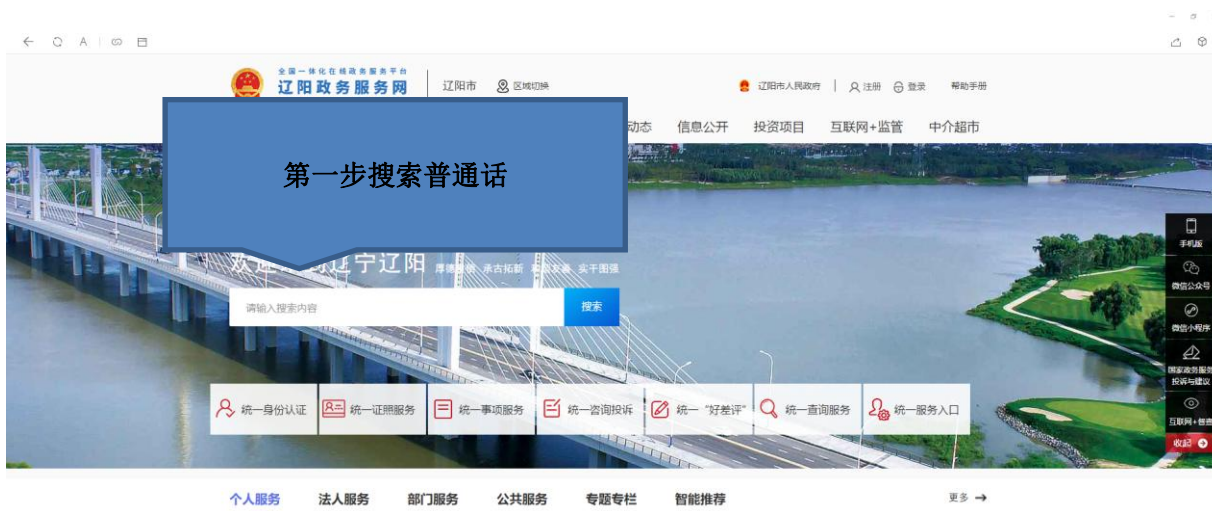 全国一体化在线政务服务平台
辽阳政务服务网
辽阳市
区域切换
辽阳市人民政府
注册
登录
帮助手册
动态
信息公开
投资项目
互联网+监管
中介超市
第一步搜索普通话
辽宁辽阳
承古拓新
实干图强
请输入搜索内容
搜索
统一身份认证
统一证照服务
统一事项服务
统一咨询投诉
统一 “好差评”
统一查询服务
统一服务入口
手机版
微信公众号
微信小程序
国家政务服务
投诉与建议
互联网+督查
收起
个人服务
法人服务
部门服务
公共服务
专题专栏
智能推荐
更多